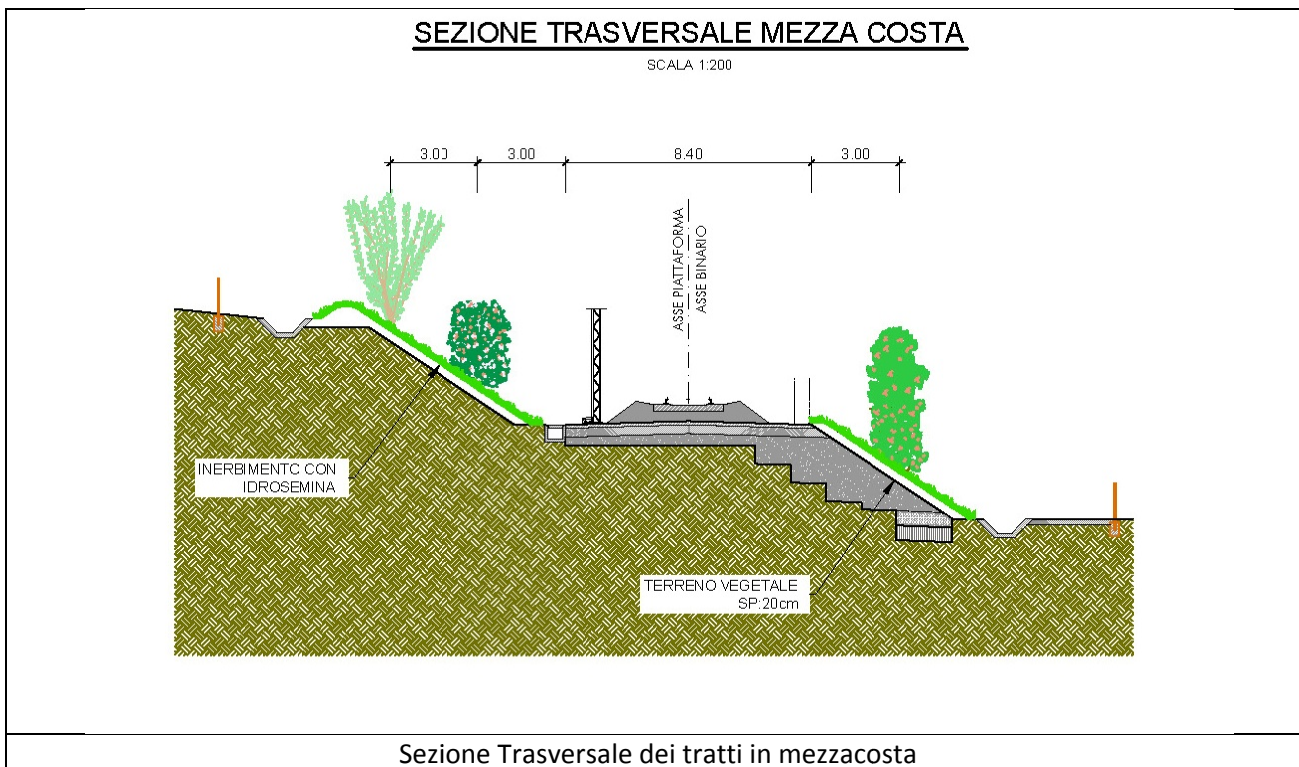 SEZIONE TRASVERSALE MEZZA COSTA
SCALA 1:200
3.00 3.00 8.40 3.00
ASSE PIATTAFORMA
ASSE BINARIO
INERBIMENTO CON
IDROSEMINA
TERRENO VEGETALE
SP:20cm
Sezione Trasversale dei tratti in mezzacosta